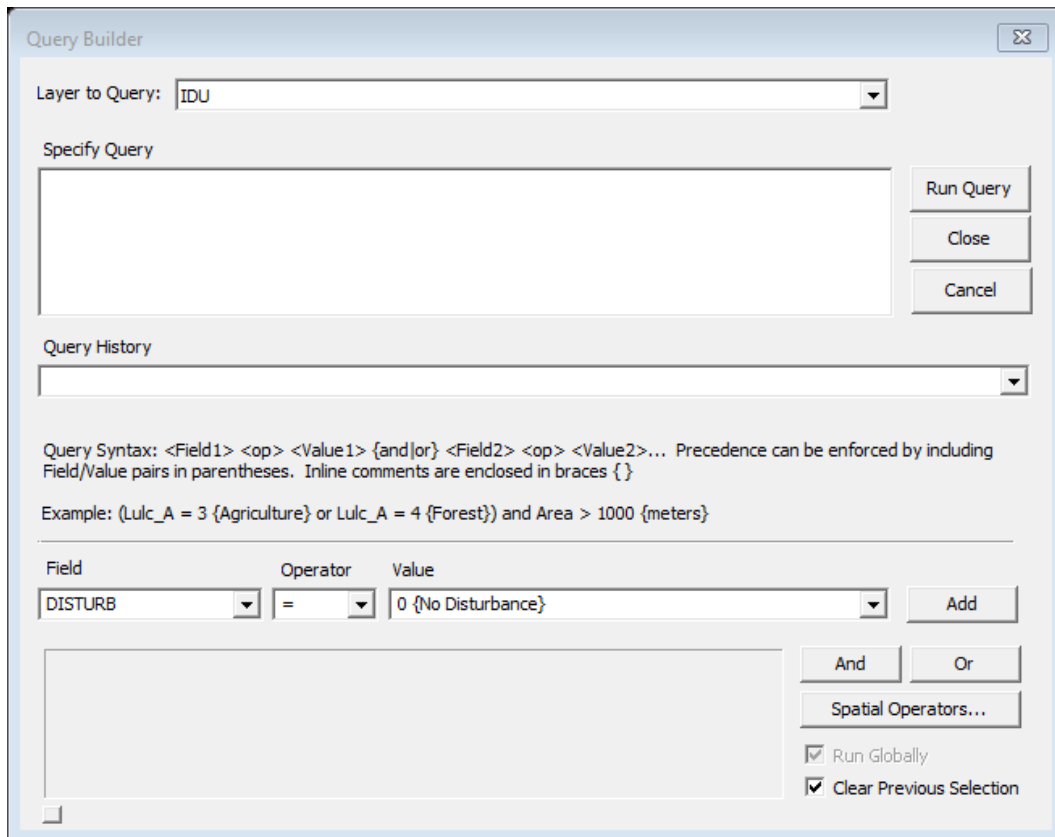 Query Builder
Layer to Query: IDU
Specify Query
Run Query
Close
Cancel
Query History
Query Syntax: <Field1> <op> <Value1> {and|or} <Field2> <op> <Value2>... Precedence can be enforced by including
Field/Value pairs in parentheses. Inline comments are enclosed in braces { }
Example: (Lulc_A = 3 {Agriculture} or Lulc_A = 4 {Forest}) and Area > 1000 {meters}
Field Operator Value
DISTURB = 0 {No Disturbance} Add
And Or
Spatial Operators...
Run Globally
Clear Previous Selection